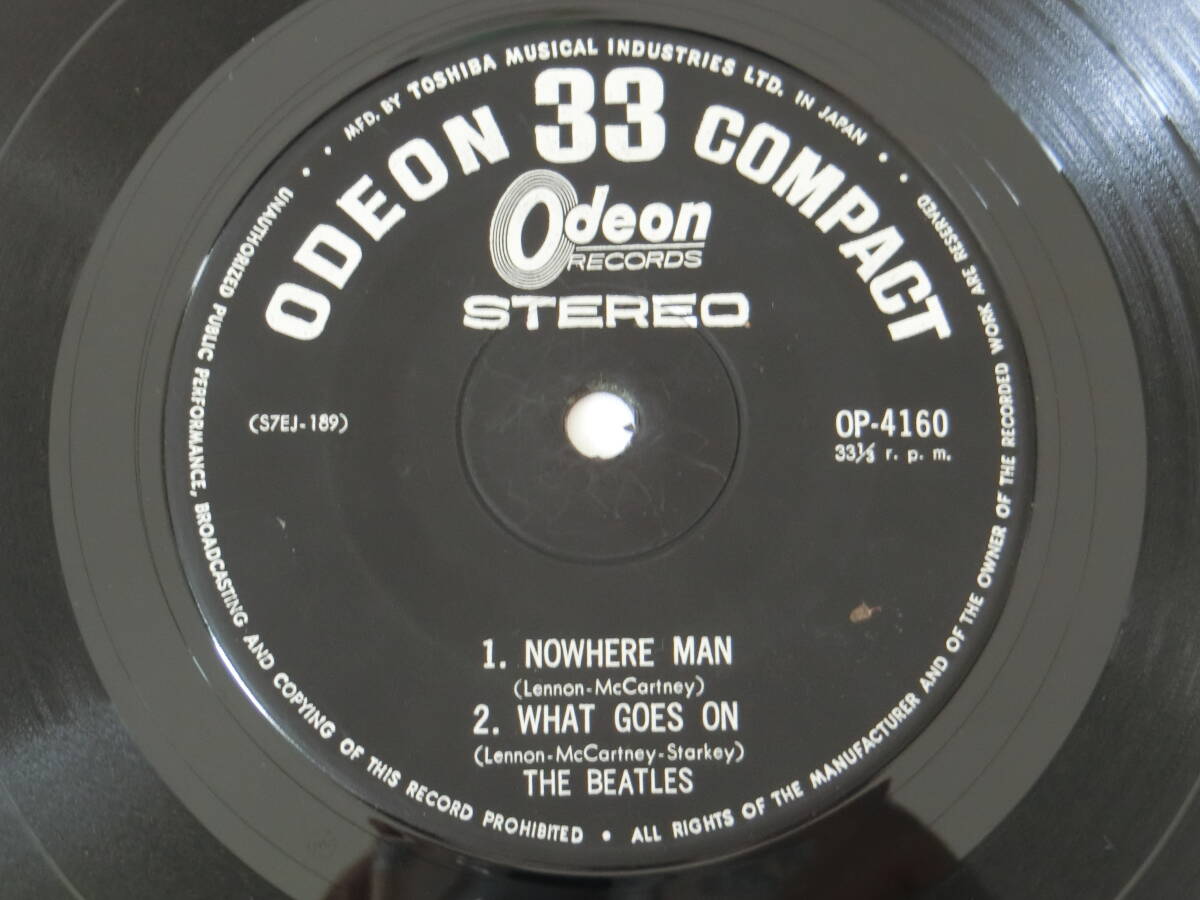 MFD. BY TOSHIBA MUSICAL INDUSTRIES LTD. IN JAPAN
ODEON 33 COMPACT
Odeon
RECORDS
STEREO
(S7EJ-189)
OP-4160
33⅓ r. p. m.
1. NOWHERE MAN
(Lennon-McCartney)
2. WHAT GOES ON
(Lennon-McCartney-Starkey)
THE BEATLES
UNAUTHORIZED PUBLIC PERFORMANCE, BROADCASTING AND COPYING OF THIS RECORD PROHIBITED • ALL RIGHTS OF THE MANUFACTURER AND OF THE OWNER OF THE RECORDED WORK ARE RESERVED